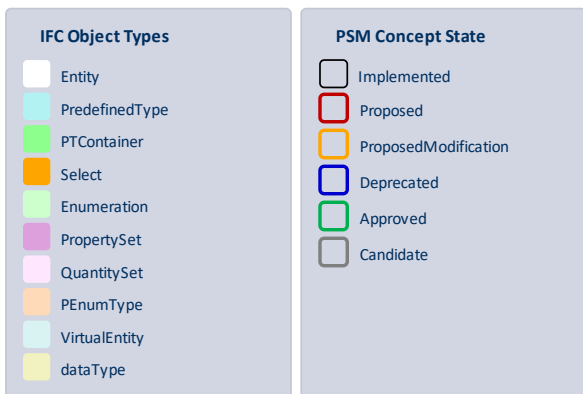 IFC Object Types
Entity
PredefinedType
PTContainer
Select
Enumeration
PropertySet
QuantitySet
PEnumType
VirtualEntity
dataType
PSM Concept State
Implemented
Proposed
ProposedModification
Deprecated
Approved
Candidate